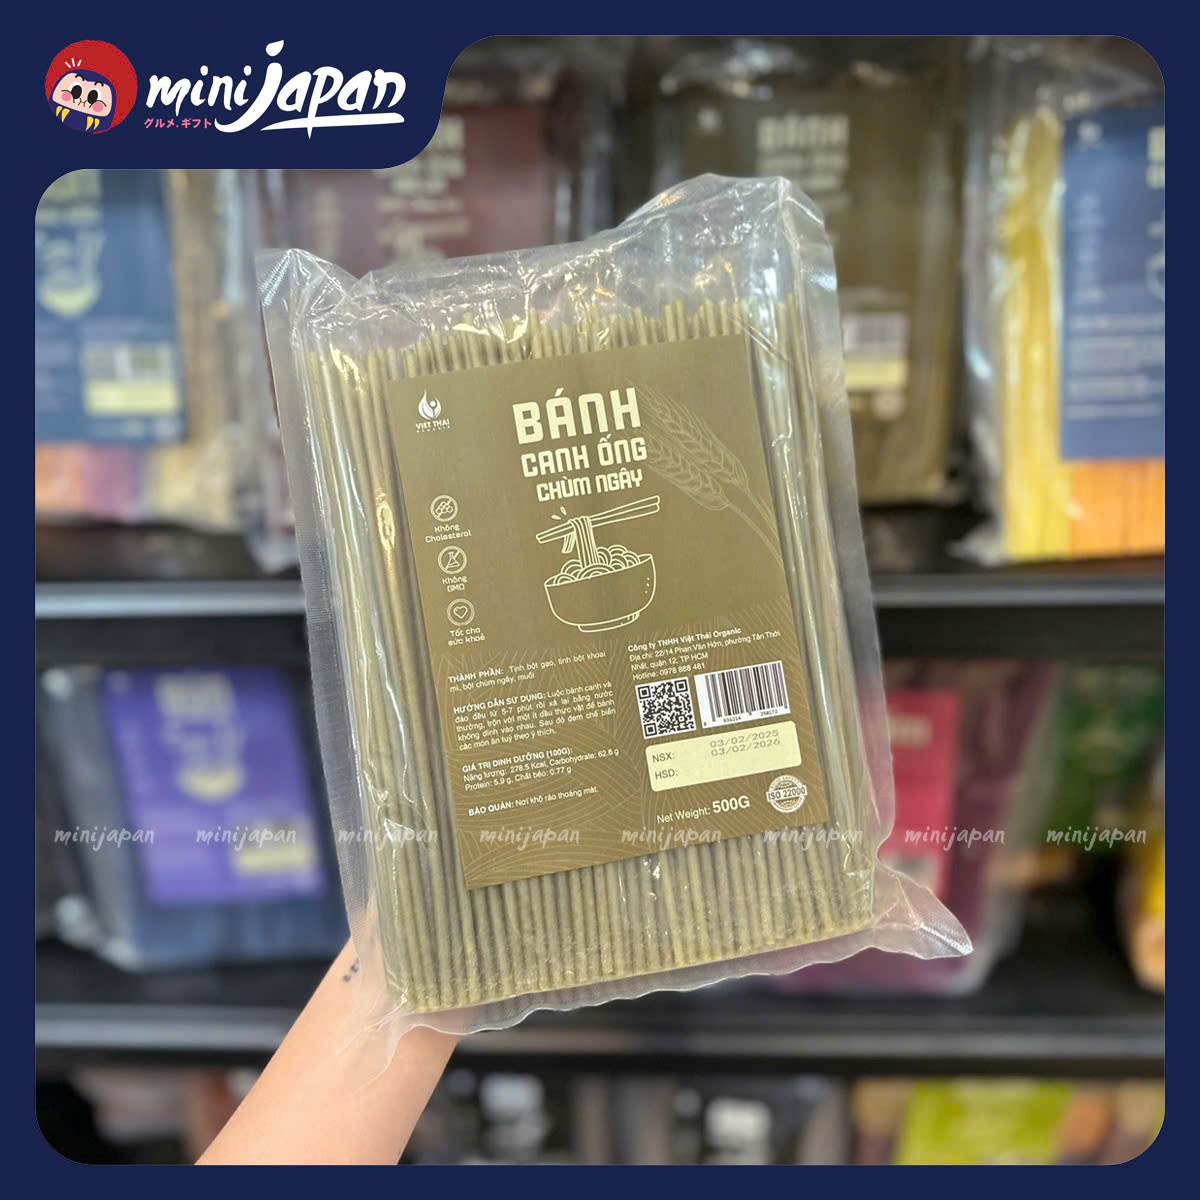 minijapan
グルメ.ギフト
BÁNH
BÁNH
VIET THAI
ORGANIC
BÁNH
CANH ỐNG
CHÙM NGÂY
Không
Cholesterol
Không
GMO
Tốt cho
sức khoẻ
THÀNH PHẦN: Tinh bột gạo, tinh bột khoai
mì, bột chùm ngây, muối
HƯỚNG DẪN SỬ DỤNG: Luộc bánh canh và
đảo đều từ 5-7 phút rồi xả lại bằng nước
thường, trộn với một ít dầu thực vật để bánh
không dính vào nhau. Sau đó đem chế biến
các món ăn tuỳ theo ý thích.
GIÁ TRỊ DINH DƯỠNG (100G):
Năng lượng: 278.5 Kcal, Carbohydrate: 62.6 g
Protein: 5.9 g, Chất béo: 0.77 g
BẢO QUẢN: Nơi khô ráo thoáng mát.
Công ty TNHH Việt Thái Organic
Địa chỉ: 22/14 Phan Văn Hớn, phường Tân Thới
Nhất, quận 12, TP HCM
Hotline: 0978 888 481
NSX: 03/02/2025
HSD: 03/02/2026
Net Weight: 500G
ISO 22000
minijapan minijapan minijapan minijapan minijapan minijapan minijapan minijapan